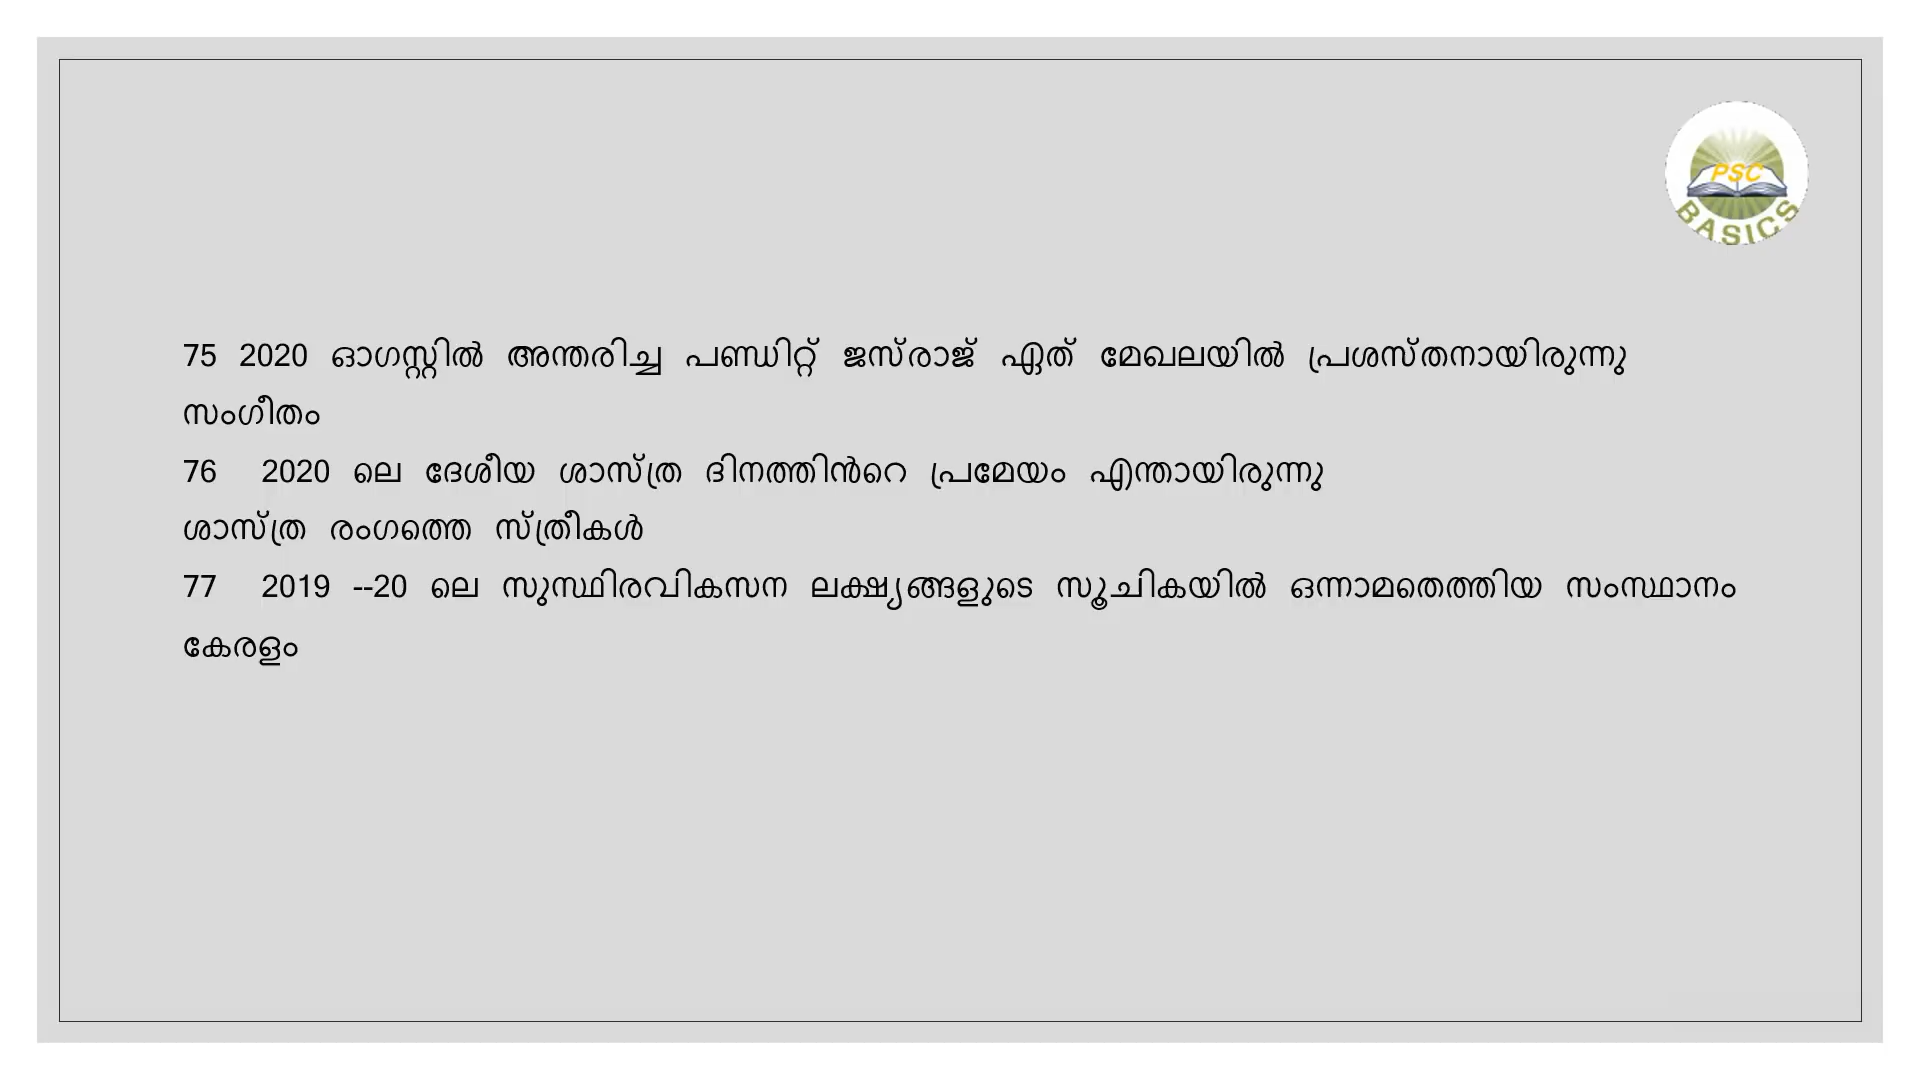 PSC
BASICS
75 2020 ഓഗസ്റ്റിൽ അന്തരിച്ച പണ്ഡിറ്റ് ജസ്‌രാജ് ഏത് മേഖലയിൽ പ്രശസ്തനായിരുന്നു
സംഗീതം
76 2020 ലെ ദേശീയ ശാസ്ത്ര ദിനത്തിൻറെ പ്രമേയം എന്തായിരുന്നു
ശാസ്ത്ര രംഗത്തെ സ്ത്രീകൾ
77 2019 --20 ലെ സുസ്ഥിരവികസന ലക്ഷ്യങ്ങളുടെ സൂചികയിൽ ഒന്നാമതെത്തിയ സംസ്ഥാനം
കേരളം